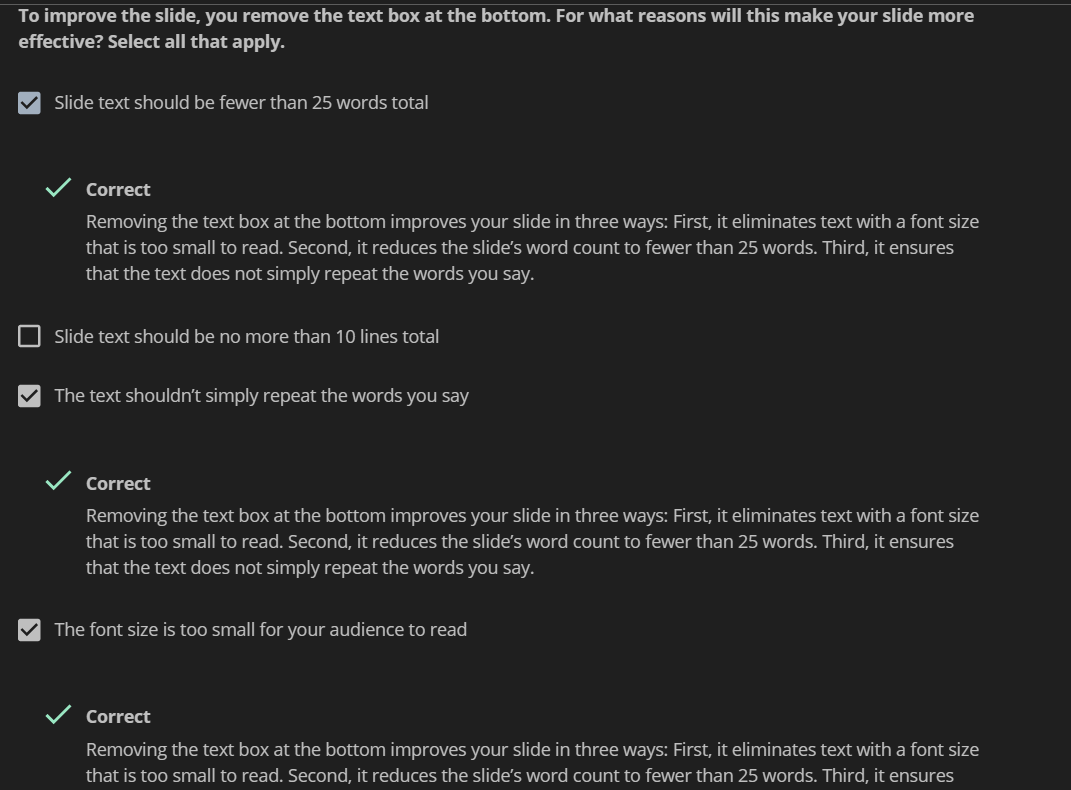 To improve the slide, you remove the text box at the bottom. For what reasons will this make your slide more
effective? Select all that apply.
Slide text should be fewer than 25 words total
Correct
Removing the text box at the bottom improves your slide in three ways: First, it eliminates text with a font size
that is too small to read. Second, it reduces the slide’s word count to fewer than 25 words. Third, it ensures
that the text does not simply repeat the words you say.
Slide text should be no more than 10 lines total
The text shouldn’t simply repeat the words you say
Correct
Removing the text box at the bottom improves your slide in three ways: First, it eliminates text with a font size
that is too small to read. Second, it reduces the slide’s word count to fewer than 25 words. Third, it ensures
that the text does not simply repeat the words you say.
The font size is too small for your audience to read
Correct
Removing the text box at the bottom improves your slide in three ways: First, it eliminates text with a font size
that is too small to read. Second, it reduces the slide’s word count to fewer than 25 words. Third, it ensures